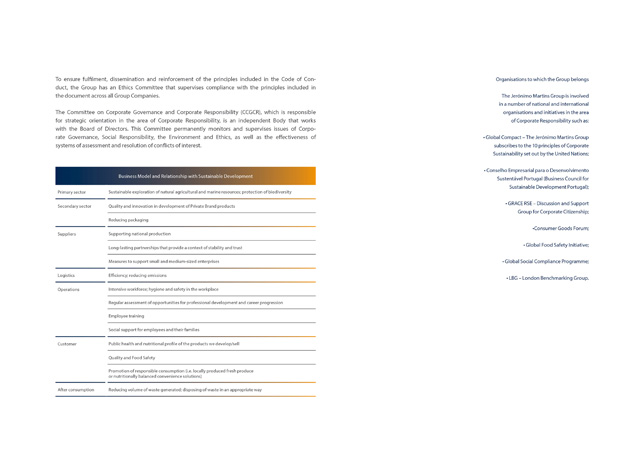 To ensure fulfilment, dissemination and reinforcement of the principles included in the Code of Con-
duct, the Group has an Ethics Committee that supervises compliance with the principles included in
the document across all Group Companies.
The Committee on Corporate Governance and Corporate Responsibility (CCGCR), which is responsible
for strategic orientation in the area of Corporate Responsibility, is an independent Body that works
with the Board of Directors. This Committee permanently monitors and supervises issues of Corpo-
rate Governance, Social Responsibility, the Environment and Ethics, as well as the effectiveness of
systems of assessment and resolution of conflicts of interest.
Business Model and Relationship with Sustainable Development
Primary sector Sustainable exploration of natural agricultural and marine resources; protection of biodiversity
Secondary sector Quality and innovation in development of Private Brand products
Reducing packaging
Suppliers Supporting national production
Long-lasting partnerships that provide a context of stability and trust
Measures to support small and medium-sized enterprises
Logistics Efficiency: reducing emissions
Operations Intensive workforce; hygiene and safety in the workplace
Regular assessment of opportunities for professional development and career progression
Employee training
Social support for employees and their families
Customer Public health and nutritional profile of the products we develop/sell
Quality and Food Safety
Promotion of responsible consumption (i.e. locally produced fresh produce
or nutritionally balanced convenience solutions)
After consumption Reducing volume of waste generated; disposing of waste in an appropriate way
Organisations to which the Group belongs
The Jerónimo Martins Group is involved
in a number of national and international
organisations and initiatives in the area
of Corporate Responsibility such as:
• Global Compact – The Jerónimo Martins Group
subscribes to the 10 principles of Corporate
Sustainability set out by the United Nations;
• Conselho Empresarial para o Desenvolvimento
Sustentável Portugal (Business Council for
Sustainable Development Portugal);
• GRACE RSE – Discussion and Support
Group for Corporate Citizenship;
•Consumer Goods Forum;
• Global Food Safety Initiative;
• Global Social Compliance Programme;
• LBG – London Benchmarking Group.